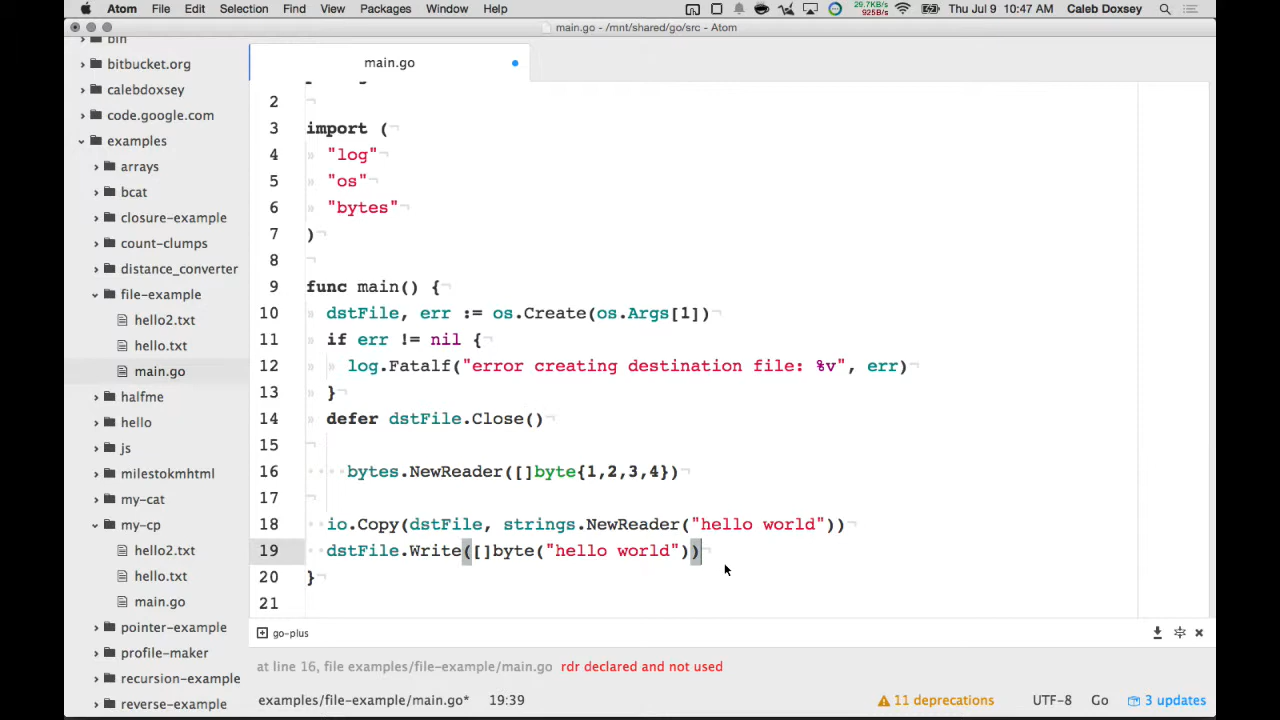 Atom File Edit Selection Find View Packages Window Help 29.7KB/s 925B/s Thu Jul 9 10:47 AM Caleb Doxsey
main.go - /mnt/shared/go/src - Atom
bin
bitbucket.org
calebdoxsey
code.google.com
examples
arrays
bcat
closure-example
count-clumps
distance_converter
file-example
hello2.txt
hello.txt
main.go
halfme
hello
js
milestokmhtml
my-cat
my-cp
hello2.txt
hello.txt
main.go
pointer-example
profile-maker
recursion-example
reverse-example
main.go
2
3 import (
4 "log"
5 "os"
6 "bytes"
7 )
8
9 func main() {
10 dstFile, err := os.Create(os.Args[1])
11 if err != nil {
12 log.Fatalf("error creating destination file: %v", err)
13 }
14 defer dstFile.Close()
15
16 bytes.NewReader([]byte{1,2,3,4})
17
18 io.Copy(dstFile, strings.NewReader("hello world"))
19 dstFile.Write([]byte("hello world"))
20 }
21
go-plus
at line 16, file examples/file-example/main.go rdr declared and not used
examples/file-example/main.go* 19:39 11 deprecations UTF-8 Go 3 updates